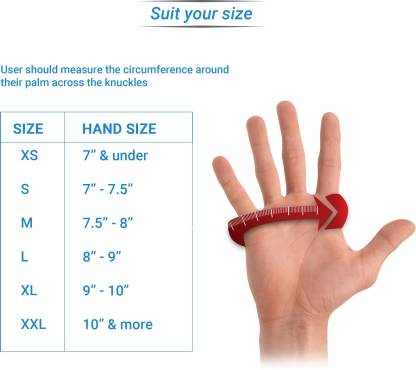 Suit your size
User should measure the circumference around
their palm across the knuckles
SIZE HAND SIZE
XS 7” & under
S 7” - 7.5”
M 7.5” - 8”
L 8” - 9”
XL 9” - 10”
XXL 10” & more